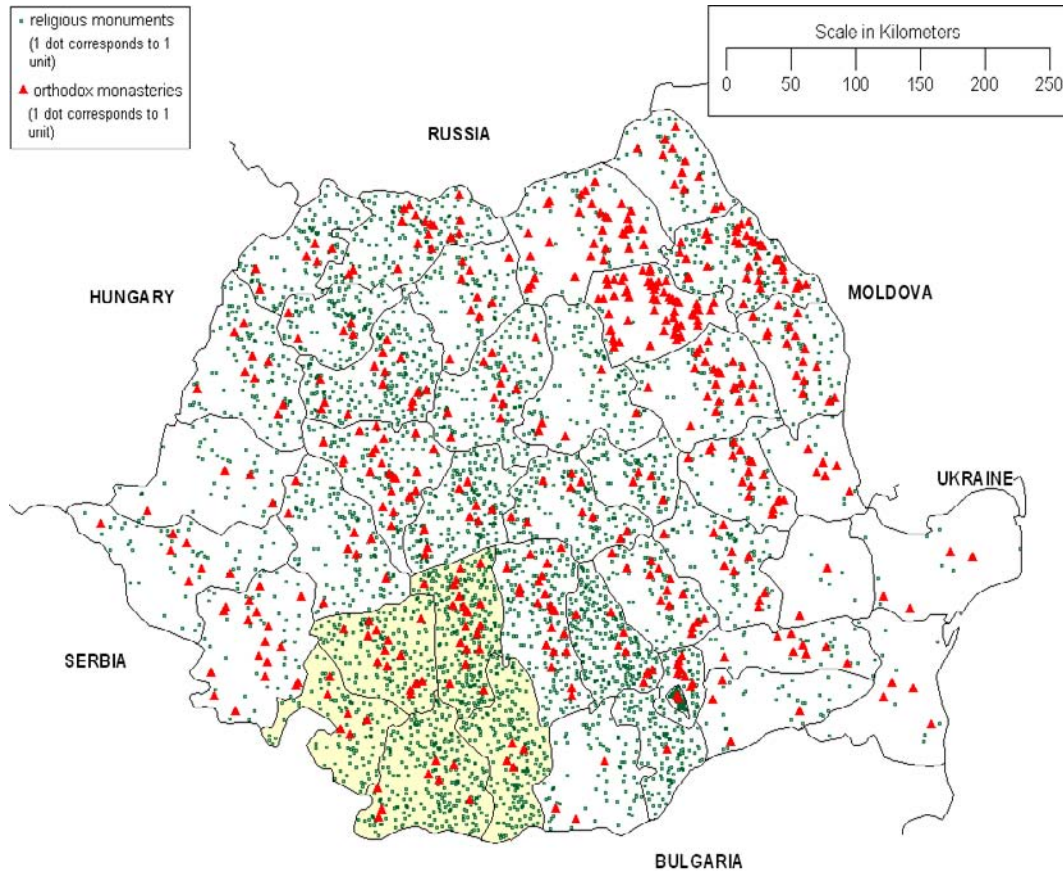 religious monuments
(1 dot corresponds to 1
unit)
orthodox monasteries
(1 dot corresponds to 1
unit)
Scale in Kilometers
0 50 100 150 200 250
RUSSIA
HUNGARY
MOLDOVA
UKRAINE
SERBIA
BULGARIA